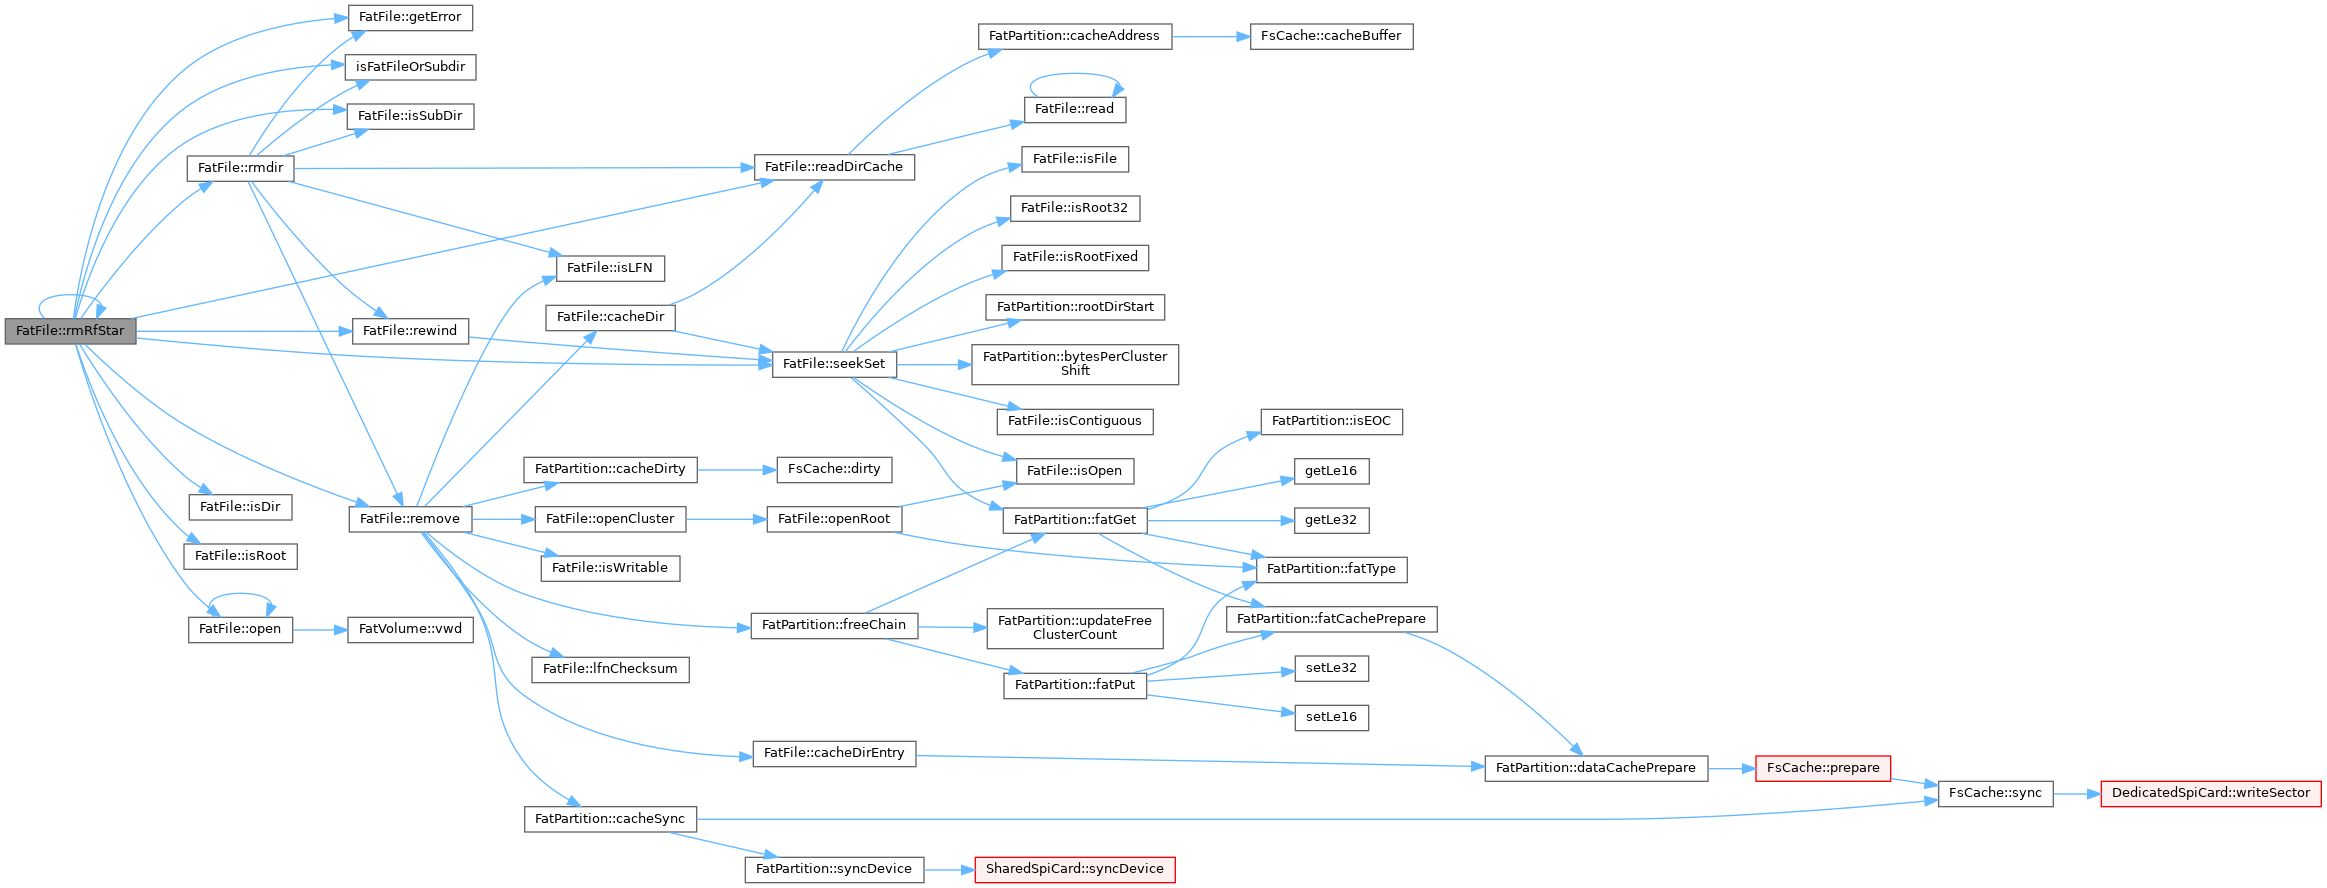 FatFile::getError
FatPartition::cacheAddress
FsCache::cacheBuffer
isFatFileOrSubdir
FatFile::read
FatFile::isSubDir
FatFile::isFile
FatFile::rmdir
FatFile::readDirCache
FatFile::isRoot32
FatFile::isRootFixed
FatFile::isLFN
FatPartition::rootDirStart
FatFile::cacheDir
FatFile::rmRfStar
FatFile::rewind
FatFile::seekSet
FatPartition::bytesPerCluster
Shift
FatFile::isContiguous
FatPartition::isEOC
FatPartition::cacheDirty
FsCache::dirty
FatFile::isOpen
getLe16
FatFile::isDir
FatFile::remove
FatFile::openCluster
FatFile::openRoot
FatPartition::fatGet
getLe32
FatFile::isRoot
FatFile::isWritable
FatPartition::fatType
FatFile::open
FatVolume::vwd
FatPartition::freeChain
FatPartition::updateFree
ClusterCount
FatPartition::fatCachePrepare
FatFile::lfnChecksum
FatPartition::fatPut
setLe32
setLe16
FatFile::cacheDirEntry
FatPartition::dataCachePrepare
FsCache::prepare
FsCache::sync
DedicatedSpiCard::writeSector
FatPartition::cacheSync
FatPartition::syncDevice
SharedSpiCard::syncDevice